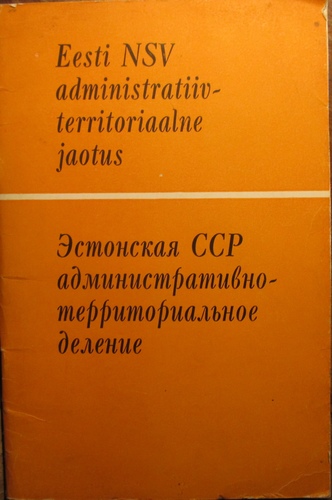 Eesti NSV
administratiiv-
territoriaalne
jaotus
Эстонская ССР
административно-
территориальное
деление